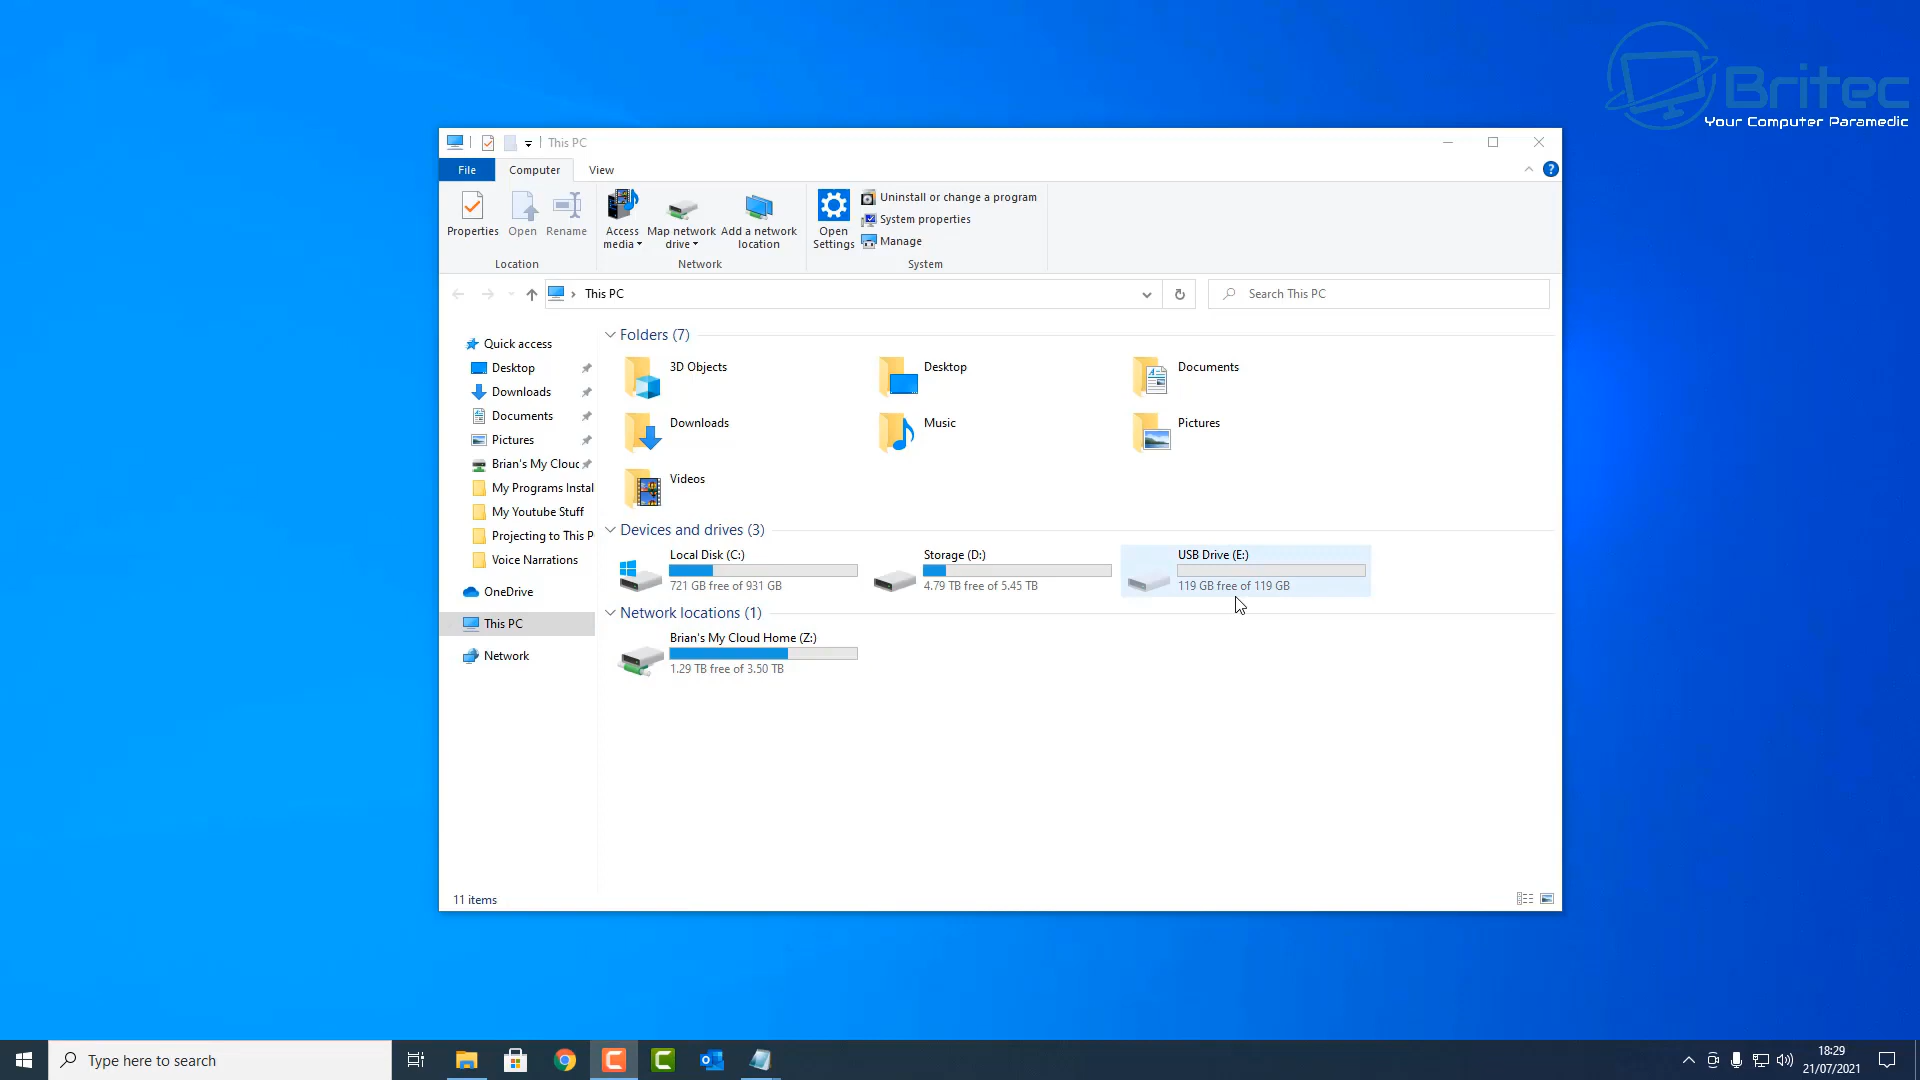 Britec
Your Computer Paramedic
This PC
File
Computer
View
Properties
Open
Rename
Access media
Map network drive
Add a network location
Open Settings
Uninstall or change a program
System properties
Manage
Location
Network
System
This PC
Search This PC
Quick access
Desktop
Downloads
Documents
Pictures
Brian's My Clou
My Programs Instal
My Youtube Stuff
Projecting to This P
Voice Narrations
OneDrive
This PC
Network
Folders (7)
3D Objects
Desktop
Documents
Downloads
Music
Pictures
Videos
Devices and drives (3)
Local Disk (C:)
721 GB free of 931 GB
Storage (D:)
4.79 TB free of 5.45 TB
USB Drive (E:)
119 GB free of 119 GB
Network locations (1)
Brian's My Cloud Home (Z:)
1.29 TB free of 3.50 TB
11 items
Type here to search
18:29
21/07/2021